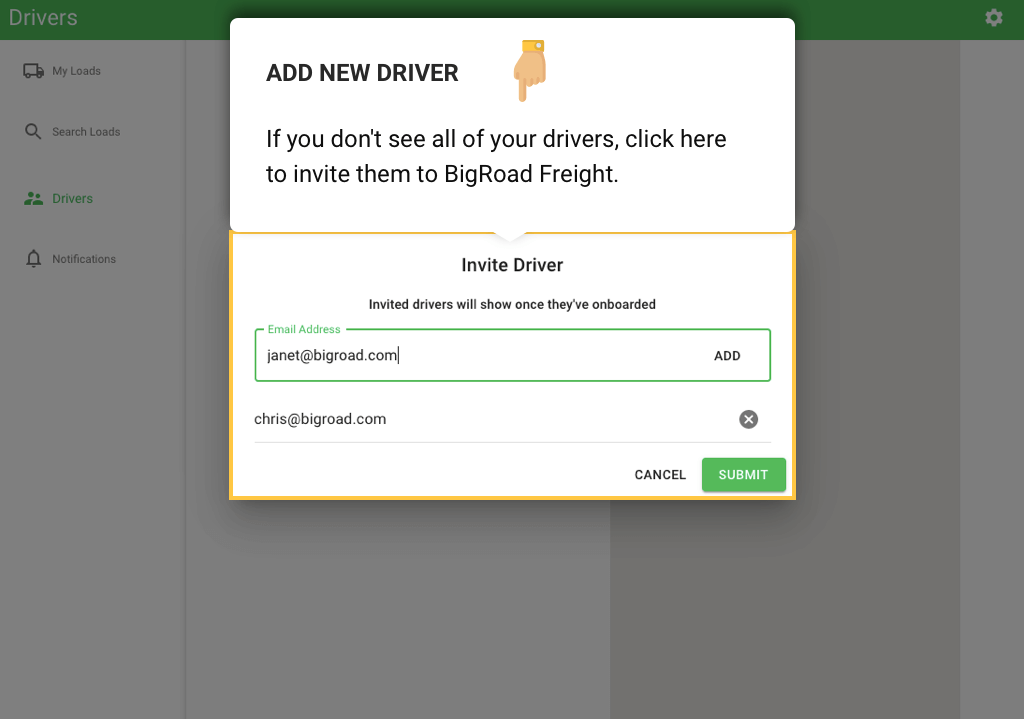 Drivers
My Loads
Search Loads
Drivers
Notifications
ADD NEW DRIVER
If you don't see all of your drivers, click here
to invite them to BigRoad Freight.
Invite Driver
Invited drivers will show once they've onboarded
Email Address
janet@bigroad.com
ADD
chris@bigroad.com
CANCEL
SUBMIT